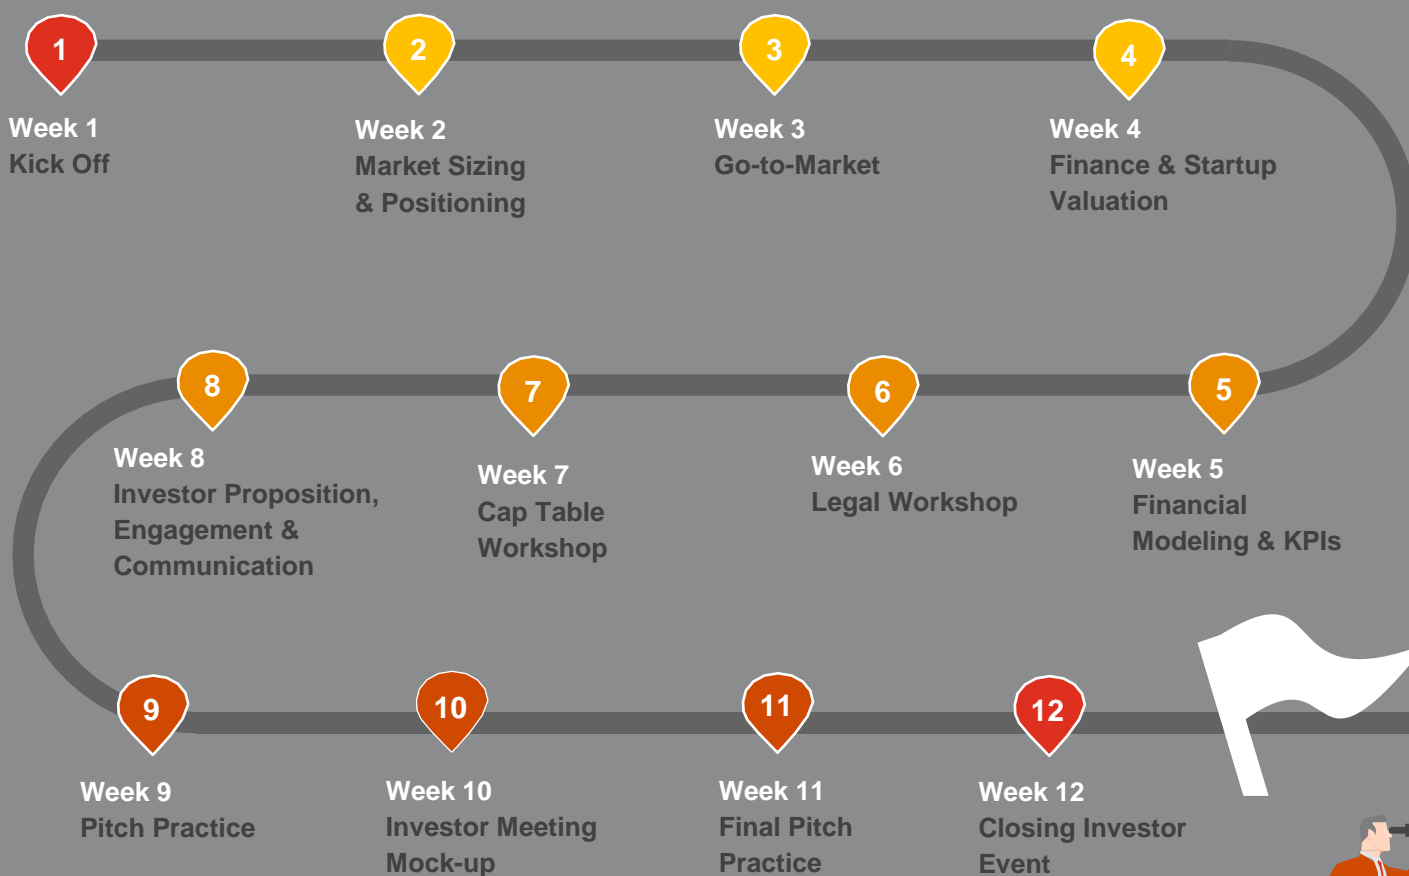 1
Week 1
Kick Off
2
Week 2
Market Sizing
& Positioning
3
Week 3
Go-to-Market
4
Week 4
Finance & Startup
Valuation
5
Week 5
Financial
Modeling & KPIs
6
Week 6
Legal Workshop
7
Week 7
Cap Table
Workshop
8
Week 8
Investor Proposition,
Engagement &
Communication
9
Week 9
Pitch Practice
10
Week 10
Investor Meeting
Mock-up
11
Week 11
Final Pitch
Practice
12
Week 12
Closing Investor
Event